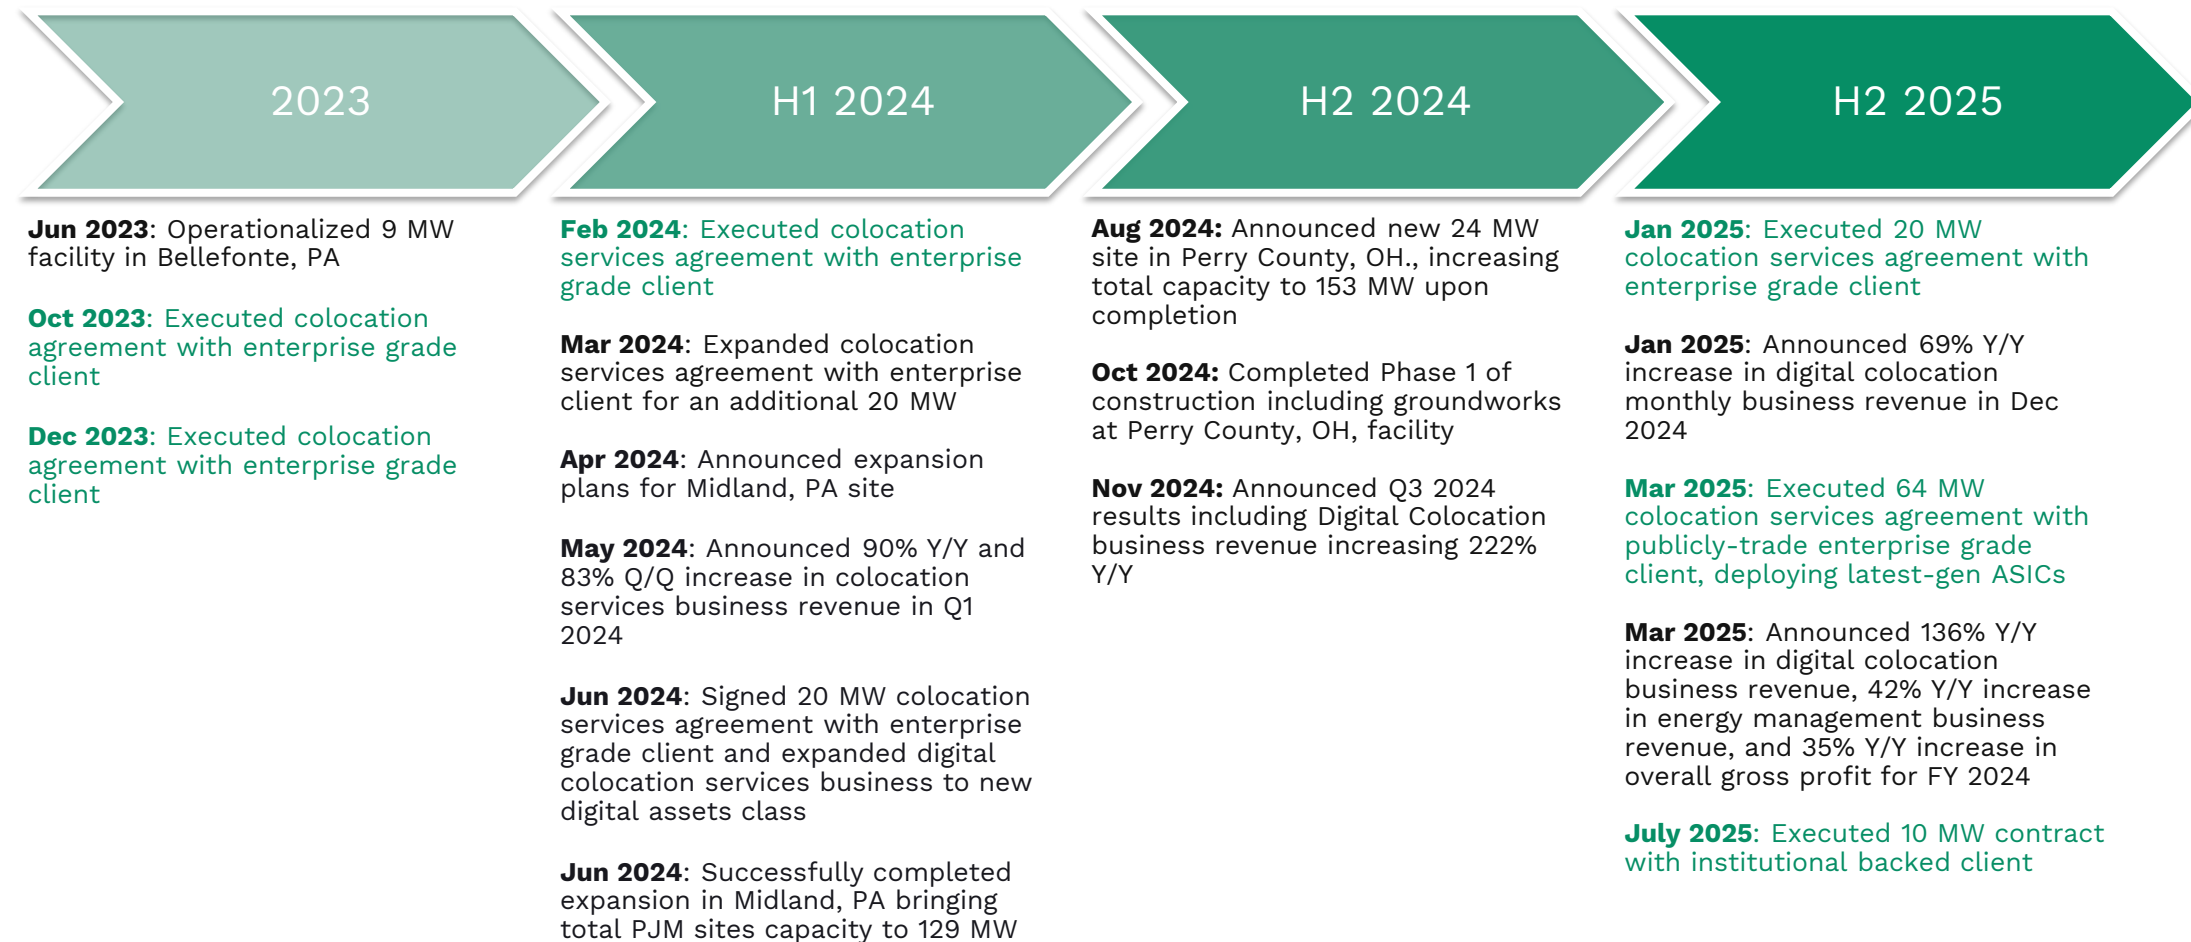 2023
Jun 2023: Operationalized 9 MW
facility in Bellefonte, PA
Oct 2023: Executed colocation
agreement with enterprise grade
client
Dec 2023: Executed colocation
agreement with enterprise grade
client
H1 2024
Feb 2024: Executed colocation
services agreement with enterprise
grade client
Mar 2024: Expanded colocation
services agreement with enterprise
client for an additional 20 MW
Apr 2024: Announced expansion
plans for Midland, PA site
May 2024: Announced 90% Y/Y and
83% Q/Q increase in colocation
services business revenue in Q1
2024
Jun 2024: Signed 20 MW colocation
services agreement with enterprise
grade client and expanded digital
colocation services business to new
digital assets class
Jun 2024: Successfully completed
expansion in Midland, PA bringing
total PJM sites capacity to 129 MW
H2 2024
Aug 2024: Announced new 24 MW
site in Perry County, OH., increasing
total capacity to 153 MW upon
completion
Oct 2024: Completed Phase 1 of
construction including groundworks
at Perry County, OH, facility
Nov 2024: Announced Q3 2024
results including Digital Colocation
business revenue increasing 222%
Y/Y
H2 2025
Jan 2025: Executed 20 MW
colocation services agreement with
enterprise grade client
Jan 2025: Announced 69% Y/Y
increase in digital colocation
monthly business revenue in Dec
2024
Mar 2025: Executed 64 MW
colocation services agreement with
publicly-trade enterprise grade
client, deploying latest-gen ASICs
Mar 2025: Announced 136% Y/Y
increase in digital colocation
business revenue, 42% Y/Y increase
in energy management business
revenue, and 35% Y/Y increase in
overall gross profit for FY 2024
July 2025: Executed 10 MW contract
with institutional backed client